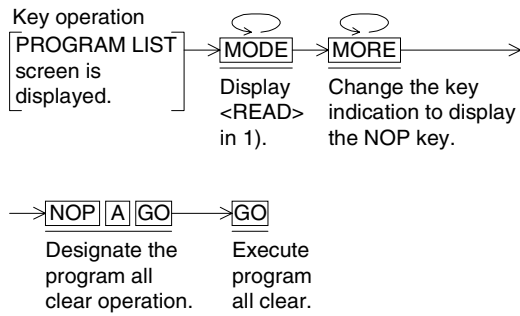 Key operation
PROGRAM LIST
screen is
displayed.
MODE
Display
<READ>
in 1).
MORE
Change the key
indication to display
the NOP key.
NOP A GO
Designate the
program all
clear operation.
GO
Execute
program
all clear.